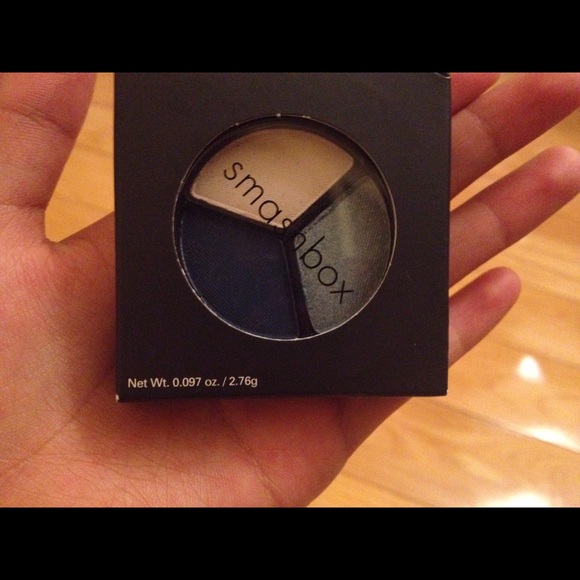 smashbox
Net Wt. 0.097 oz. / 2.76g